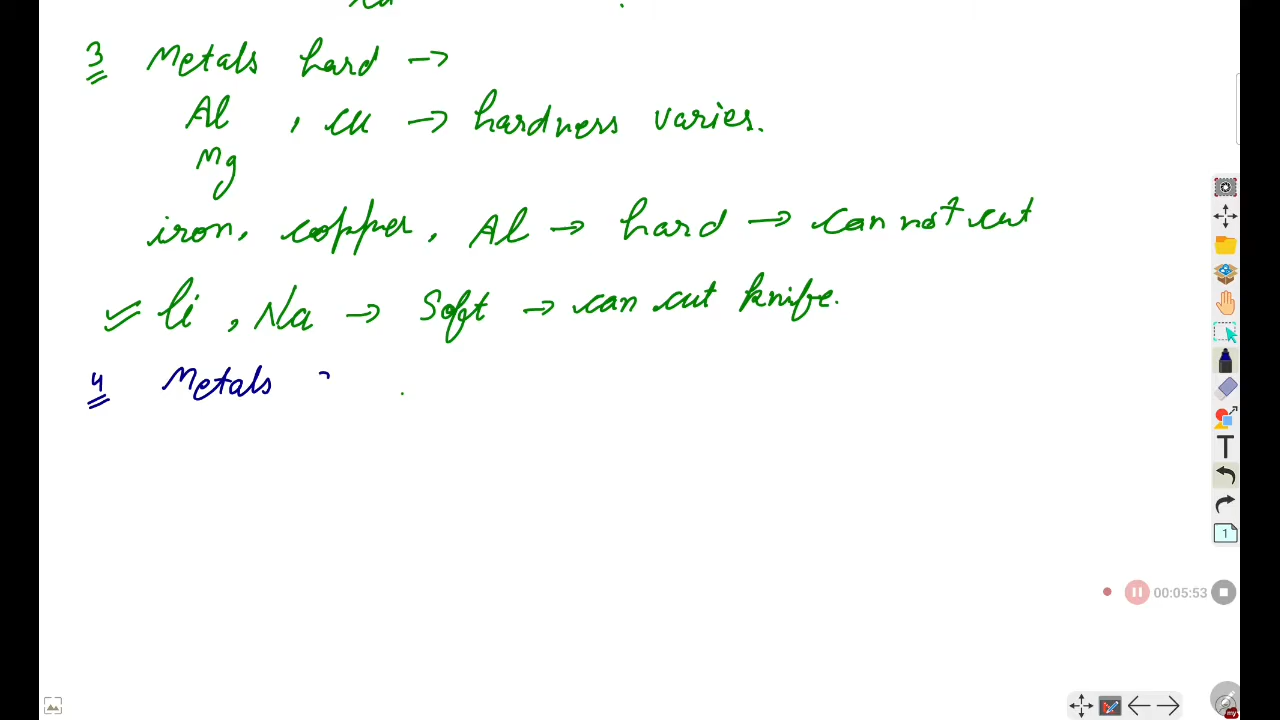 3 Metals hard →
Al , cu → hardness varies.
Mg
iron, copper, Al → hard → can not cut
✓ Li , Na → Soft → can cut knife.
4 Metals
T
1
00:05:53